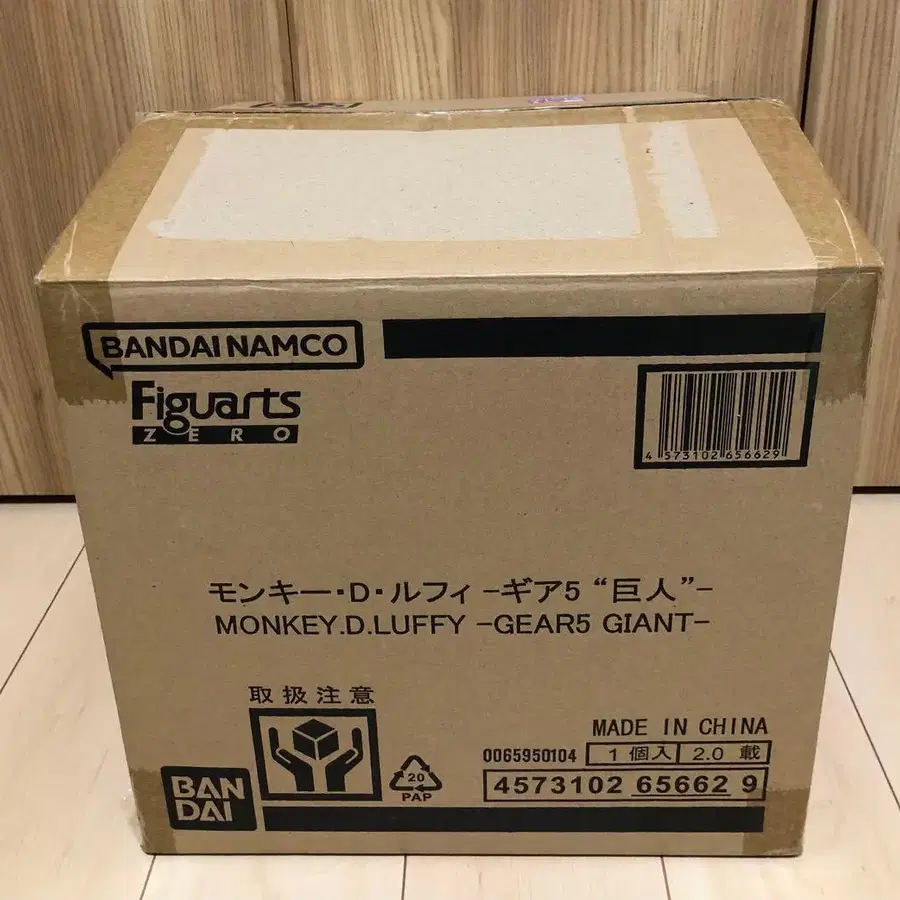 BANDAI NAMCO
Figuarts
ZERO
4 573102 656629
モンキー・D・ルフィ -ギア5 “巨人”-
MONKEY.D.LUFFY -GEAR5 GIANT-
取扱注意
MADE IN CHINA
0065950104 1個入 2.0 載
4573102 65662 9
20
PAP
BAN
DAI